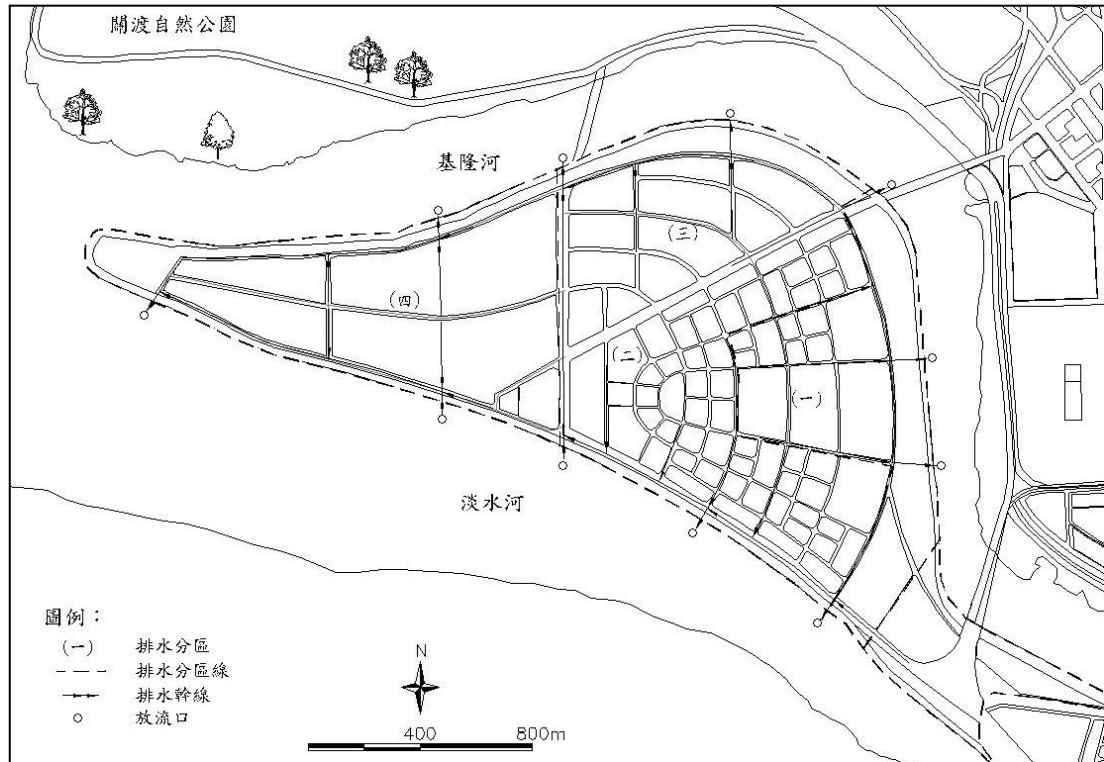 關渡自然公園
基隆河
(三)
(四)
(二)
(一)
淡水河
圖例：
(一) 排水分區
排水分區線
排水幹線
放流口
N
400 800m